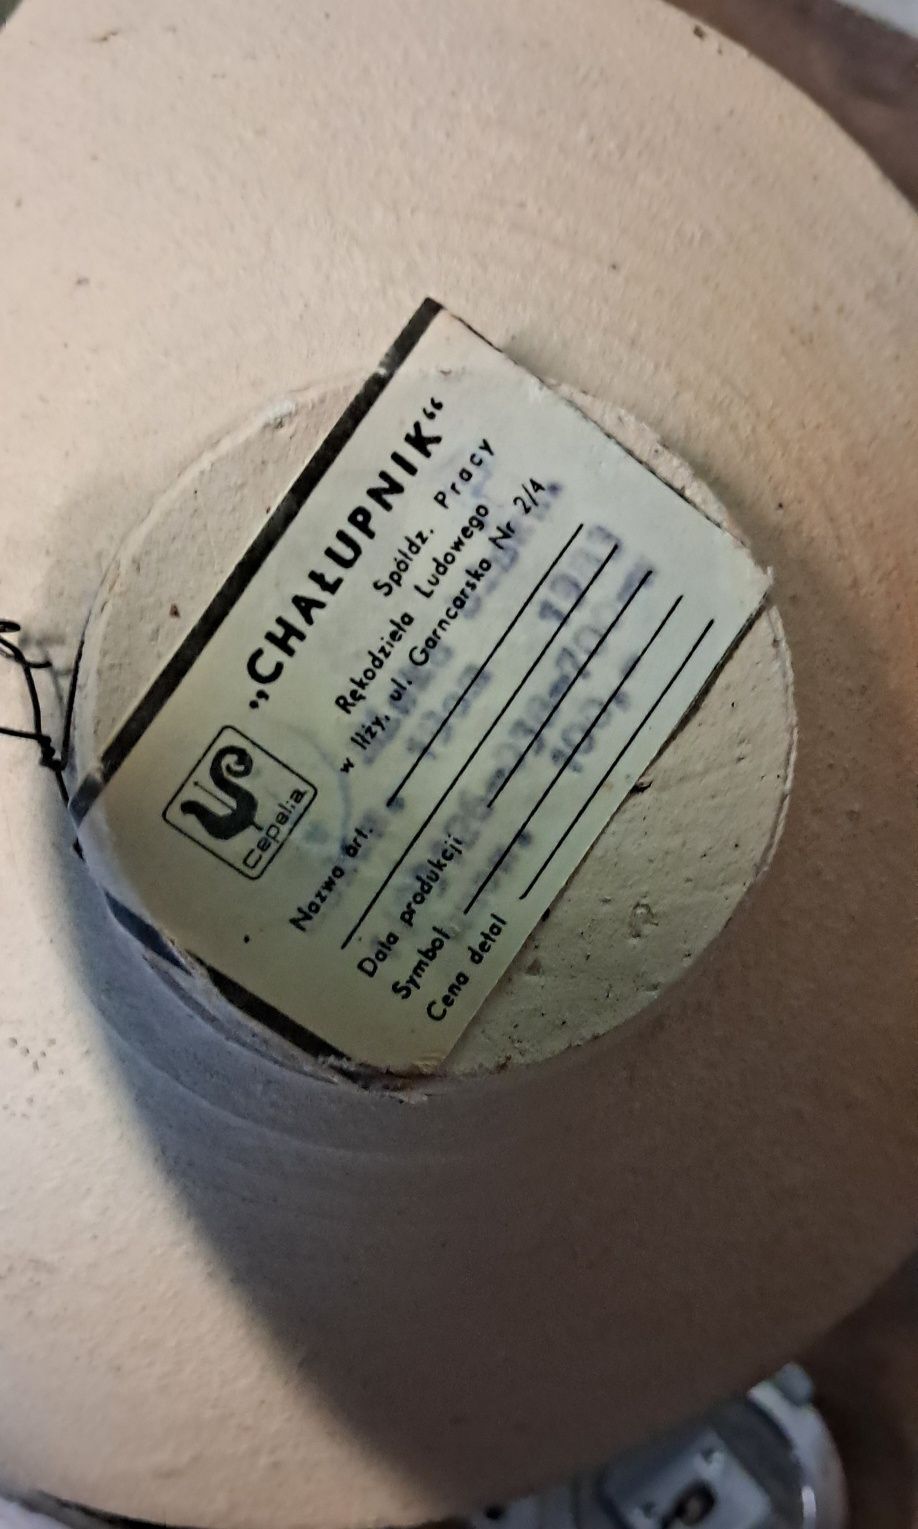 „CHAŁUPNIK“
Spółdz. Pracy
Rękodzieła Ludowego
w Iłży, ul. Garncarska Nr 2/4
cepelia
Nazwa art.
Data produkcji
Symbol
Cena detal